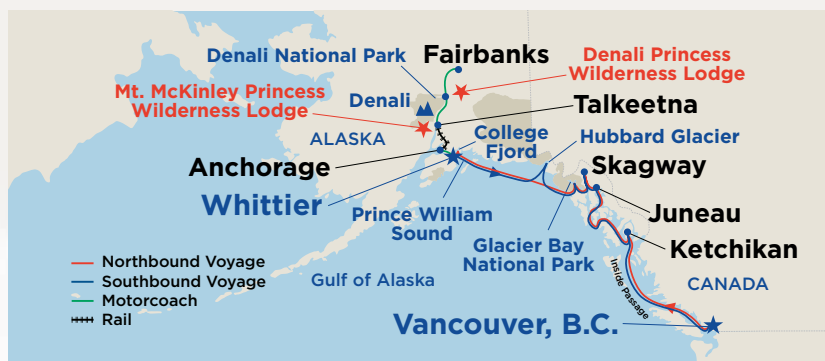 Fairbanks
Denali National Park
Denali Princess
Wilderness Lodge
Mt. McKinley Princess
Wilderness Lodge
Denali
Talkeetna
ALASKA
College
Fjord
Hubbard Glacier
Anchorage
Skagway
Whittier
Prince William
Sound
Juneau
Glacier Bay
National Park
Ketchikan
Northbound Voyage
Southbound Voyage
Motorcoach
Rail
Gulf of Alaska
Inside Passage
CANADA
Vancouver, B.C.